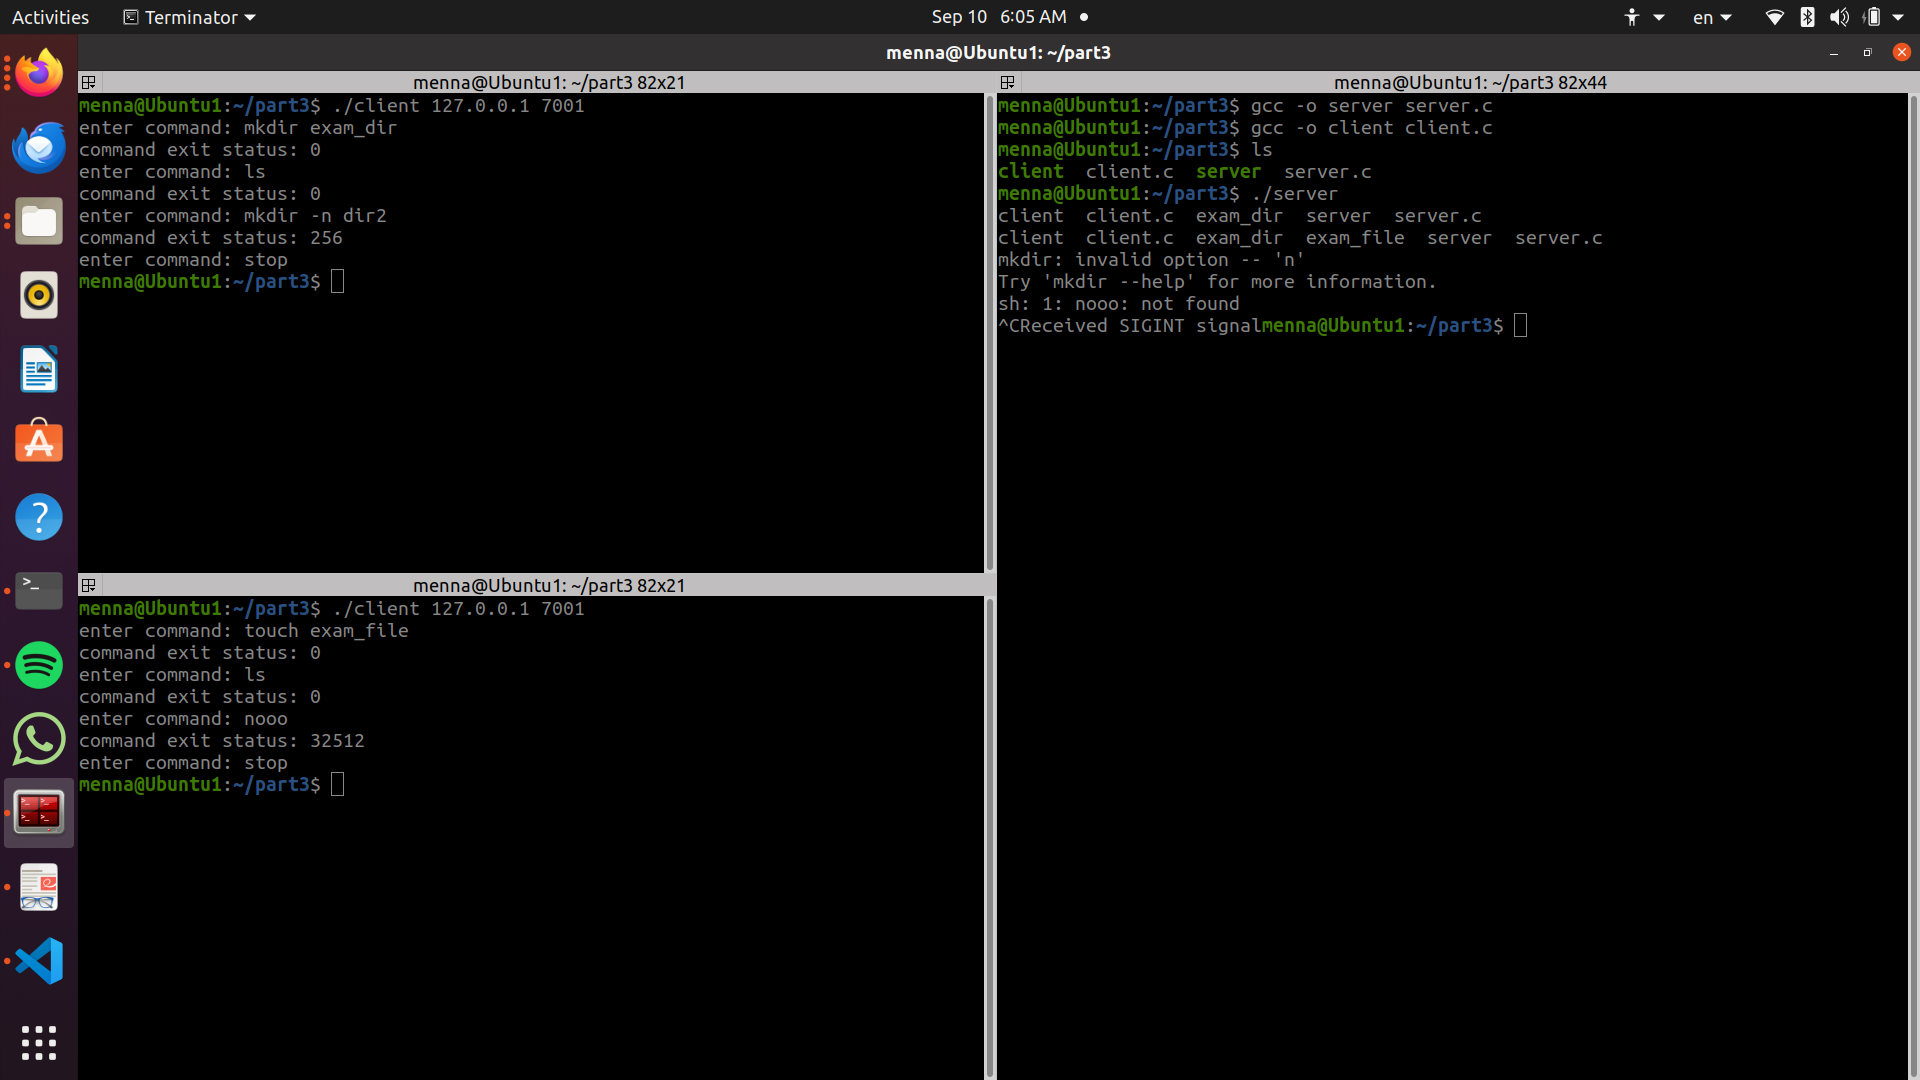 Activities Terminator Sep 10 6:05 AM en
menna@Ubuntu1: ~/part3
menna@Ubuntu1: ~/part3 82x21
menna@Ubuntu1:~/part3$ ./client 127.0.0.1 7001
enter command: mkdir exam_dir
command exit status: 0
enter command: ls
command exit status: 0
enter command: mkdir -n dir2
command exit status: 256
enter command: stop
menna@Ubuntu1:~/part3$
menna@Ubuntu1: ~/part3 82x21
menna@Ubuntu1:~/part3$ ./client 127.0.0.1 7001
enter command: touch exam_file
command exit status: 0
enter command: ls
command exit status: 0
enter command: nooo
command exit status: 32512
enter command: stop
menna@Ubuntu1:~/part3$
menna@Ubuntu1: ~/part3 82x44
menna@Ubuntu1:~/part3$ gcc -o server server.c
menna@Ubuntu1:~/part3$ gcc -o client client.c
menna@Ubuntu1:~/part3$ ls
client client.c server server.c
menna@Ubuntu1:~/part3$ ./server
client client.c exam_dir server server.c
client client.c exam_dir exam_file server server.c
mkdir: invalid option -- 'n'
Try 'mkdir --help' for more information.
sh: 1: nooo: not found
^CReceived SIGINT signalmenna@Ubuntu1:~/part3$